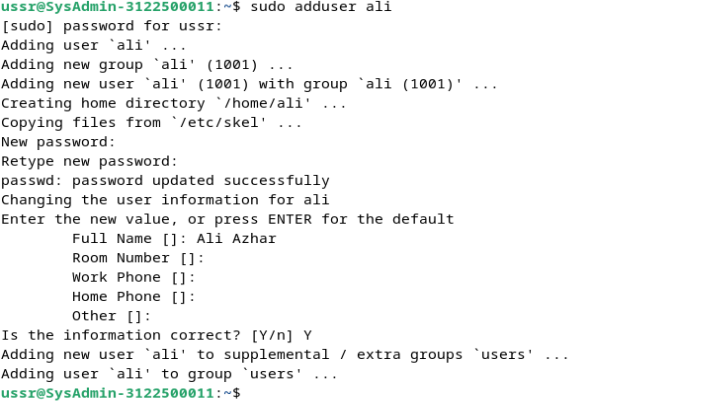 ussr@SysAdmin-3122500011:~$ sudo adduser ali
[sudo] password for ussr:
Adding user `ali' ...
Adding new group `ali' (1001) ...
Adding new user `ali' (1001) with group `ali (1001)' ...
Creating home directory `/home/ali' ...
Copying files from `/etc/skel' ...
New password:
Retype new password:
passwd: password updated successfully
Changing the user information for ali
Enter the new value, or press ENTER for the default
        Full Name []: Ali Azhar
        Room Number []:
        Work Phone []:
        Home Phone []:
        Other []:
Is the information correct? [Y/n] Y
Adding new user `ali' to supplemental / extra groups `users' ...
Adding user `ali' to group `users' ...
ussr@SysAdmin-3122500011:~$